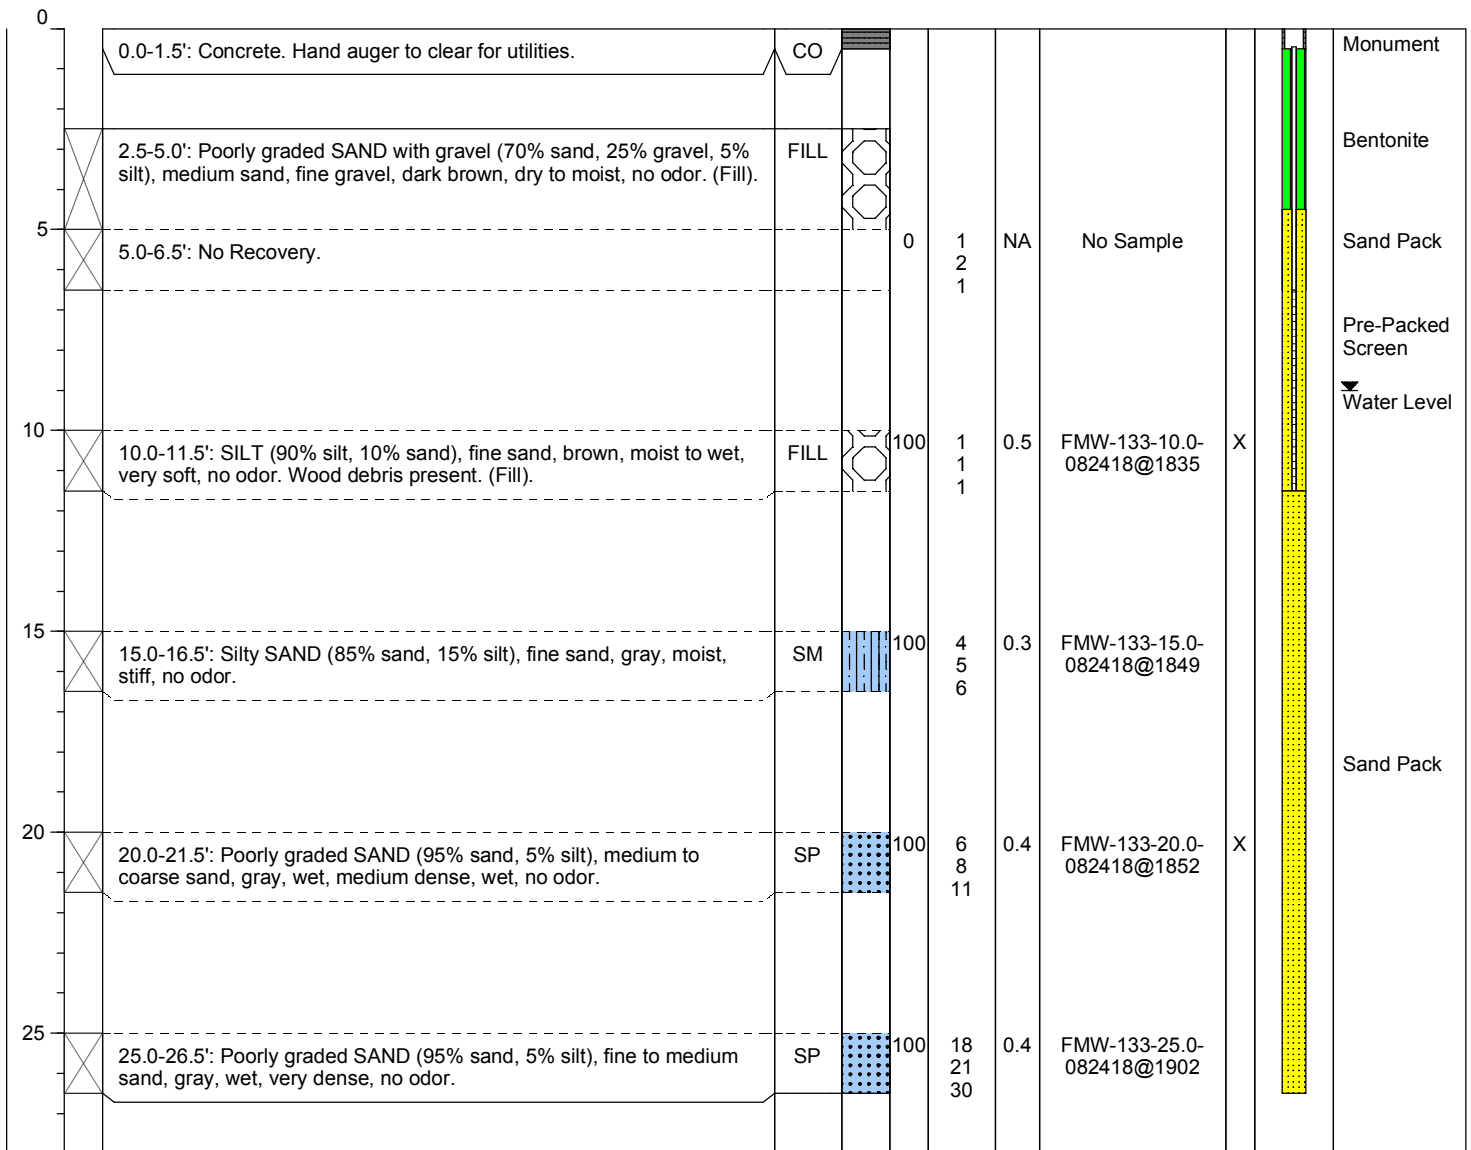 0
0.0-1.5': Concrete. Hand auger to clear for utilities.
CO
Monument
2.5-5.0': Poorly graded SAND with gravel (70% sand, 25% gravel, 5%
silt), medium sand, fine gravel, dark brown, dry to moist, no odor. (Fill).
FILL
Bentonite
5
5.0-6.5': No Recovery.
0
1
2
1
NA
No Sample
Sand Pack
Pre-Packed
Screen
Water Level
10
10.0-11.5': SILT (90% silt, 10% sand), fine sand, brown, moist to wet,
very soft, no odor. Wood debris present. (Fill).
FILL
100
1
1
1
0.5
FMW-133-10.0-
082418@1835
X
15
15.0-16.5': Silty SAND (85% sand, 15% silt), fine sand, gray, moist,
stiff, no odor.
SM
100
4
5
6
0.3
FMW-133-15.0-
082418@1849
Sand Pack
20
20.0-21.5': Poorly graded SAND (95% sand, 5% silt), medium to
coarse sand, gray, wet, medium dense, wet, no odor.
SP
100
6
8
11
0.4
FMW-133-20.0-
082418@1852
X
25
25.0-26.5': Poorly graded SAND (95% sand, 5% silt), fine to medium
sand, gray, wet, very dense, no odor.
SP
100
18
21
30
0.4
FMW-133-25.0-
082418@1902